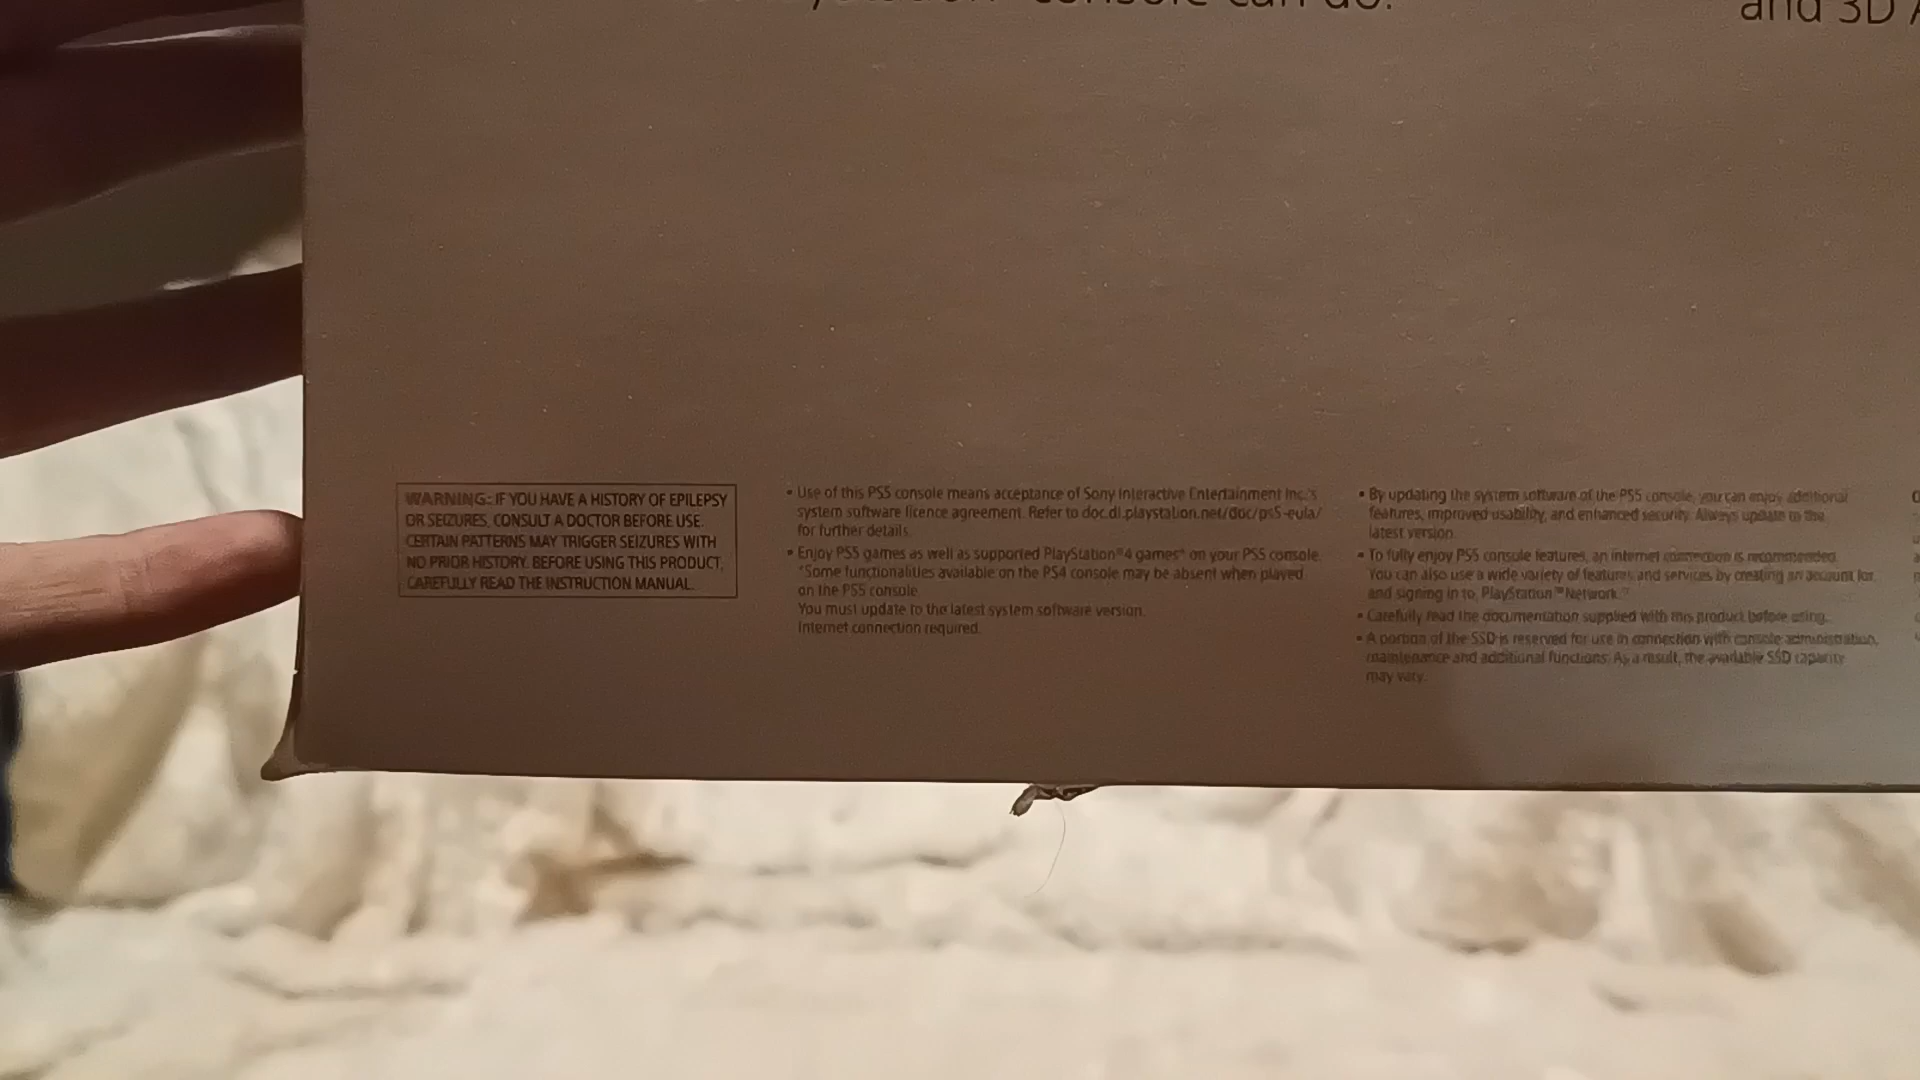 console can do.
and 3D
WARNING: IF YOU HAVE A HISTORY OF EPILEPSY
OR SEIZURES, CONSULT A DOCTOR BEFORE USE.
CERTAIN PATTERNS MAY TRIGGER SEIZURES WITH
NO PRIOR HISTORY. BEFORE USING THIS PRODUCT,
CAREFULLY READ THE INSTRUCTION MANUAL.
• Use of this PS5 console means acceptance of Sony Interactive Entertainment Inc.'s
system software licence agreement. Refer to doc.dl.playstation.net/doc/ps5-eula/
for further details.
• Enjoy PS5 games as well as supported PlayStation®4 games* on your PS5 console.
*Some functionalities available on the PS4 console may be absent when played
on the PS5 console.
You must update to the latest system software version.
Internet connection required.
• By updating the system software of the PS5 console, you can enjoy additional
features, improved usability, and enhanced security. Always update to the
latest version.
• To fully enjoy PS5 console features, an internet connection is recommended.
You can also use a wide variety of features and services by creating an account for,
and signing in to, PlayStation™Network.
• Carefully read the documentation supplied with this product before using.
• A portion of the SSD is reserved for use in connection with console administration,
maintenance and additional functions. As a result, the available SSD capacity
may vary.